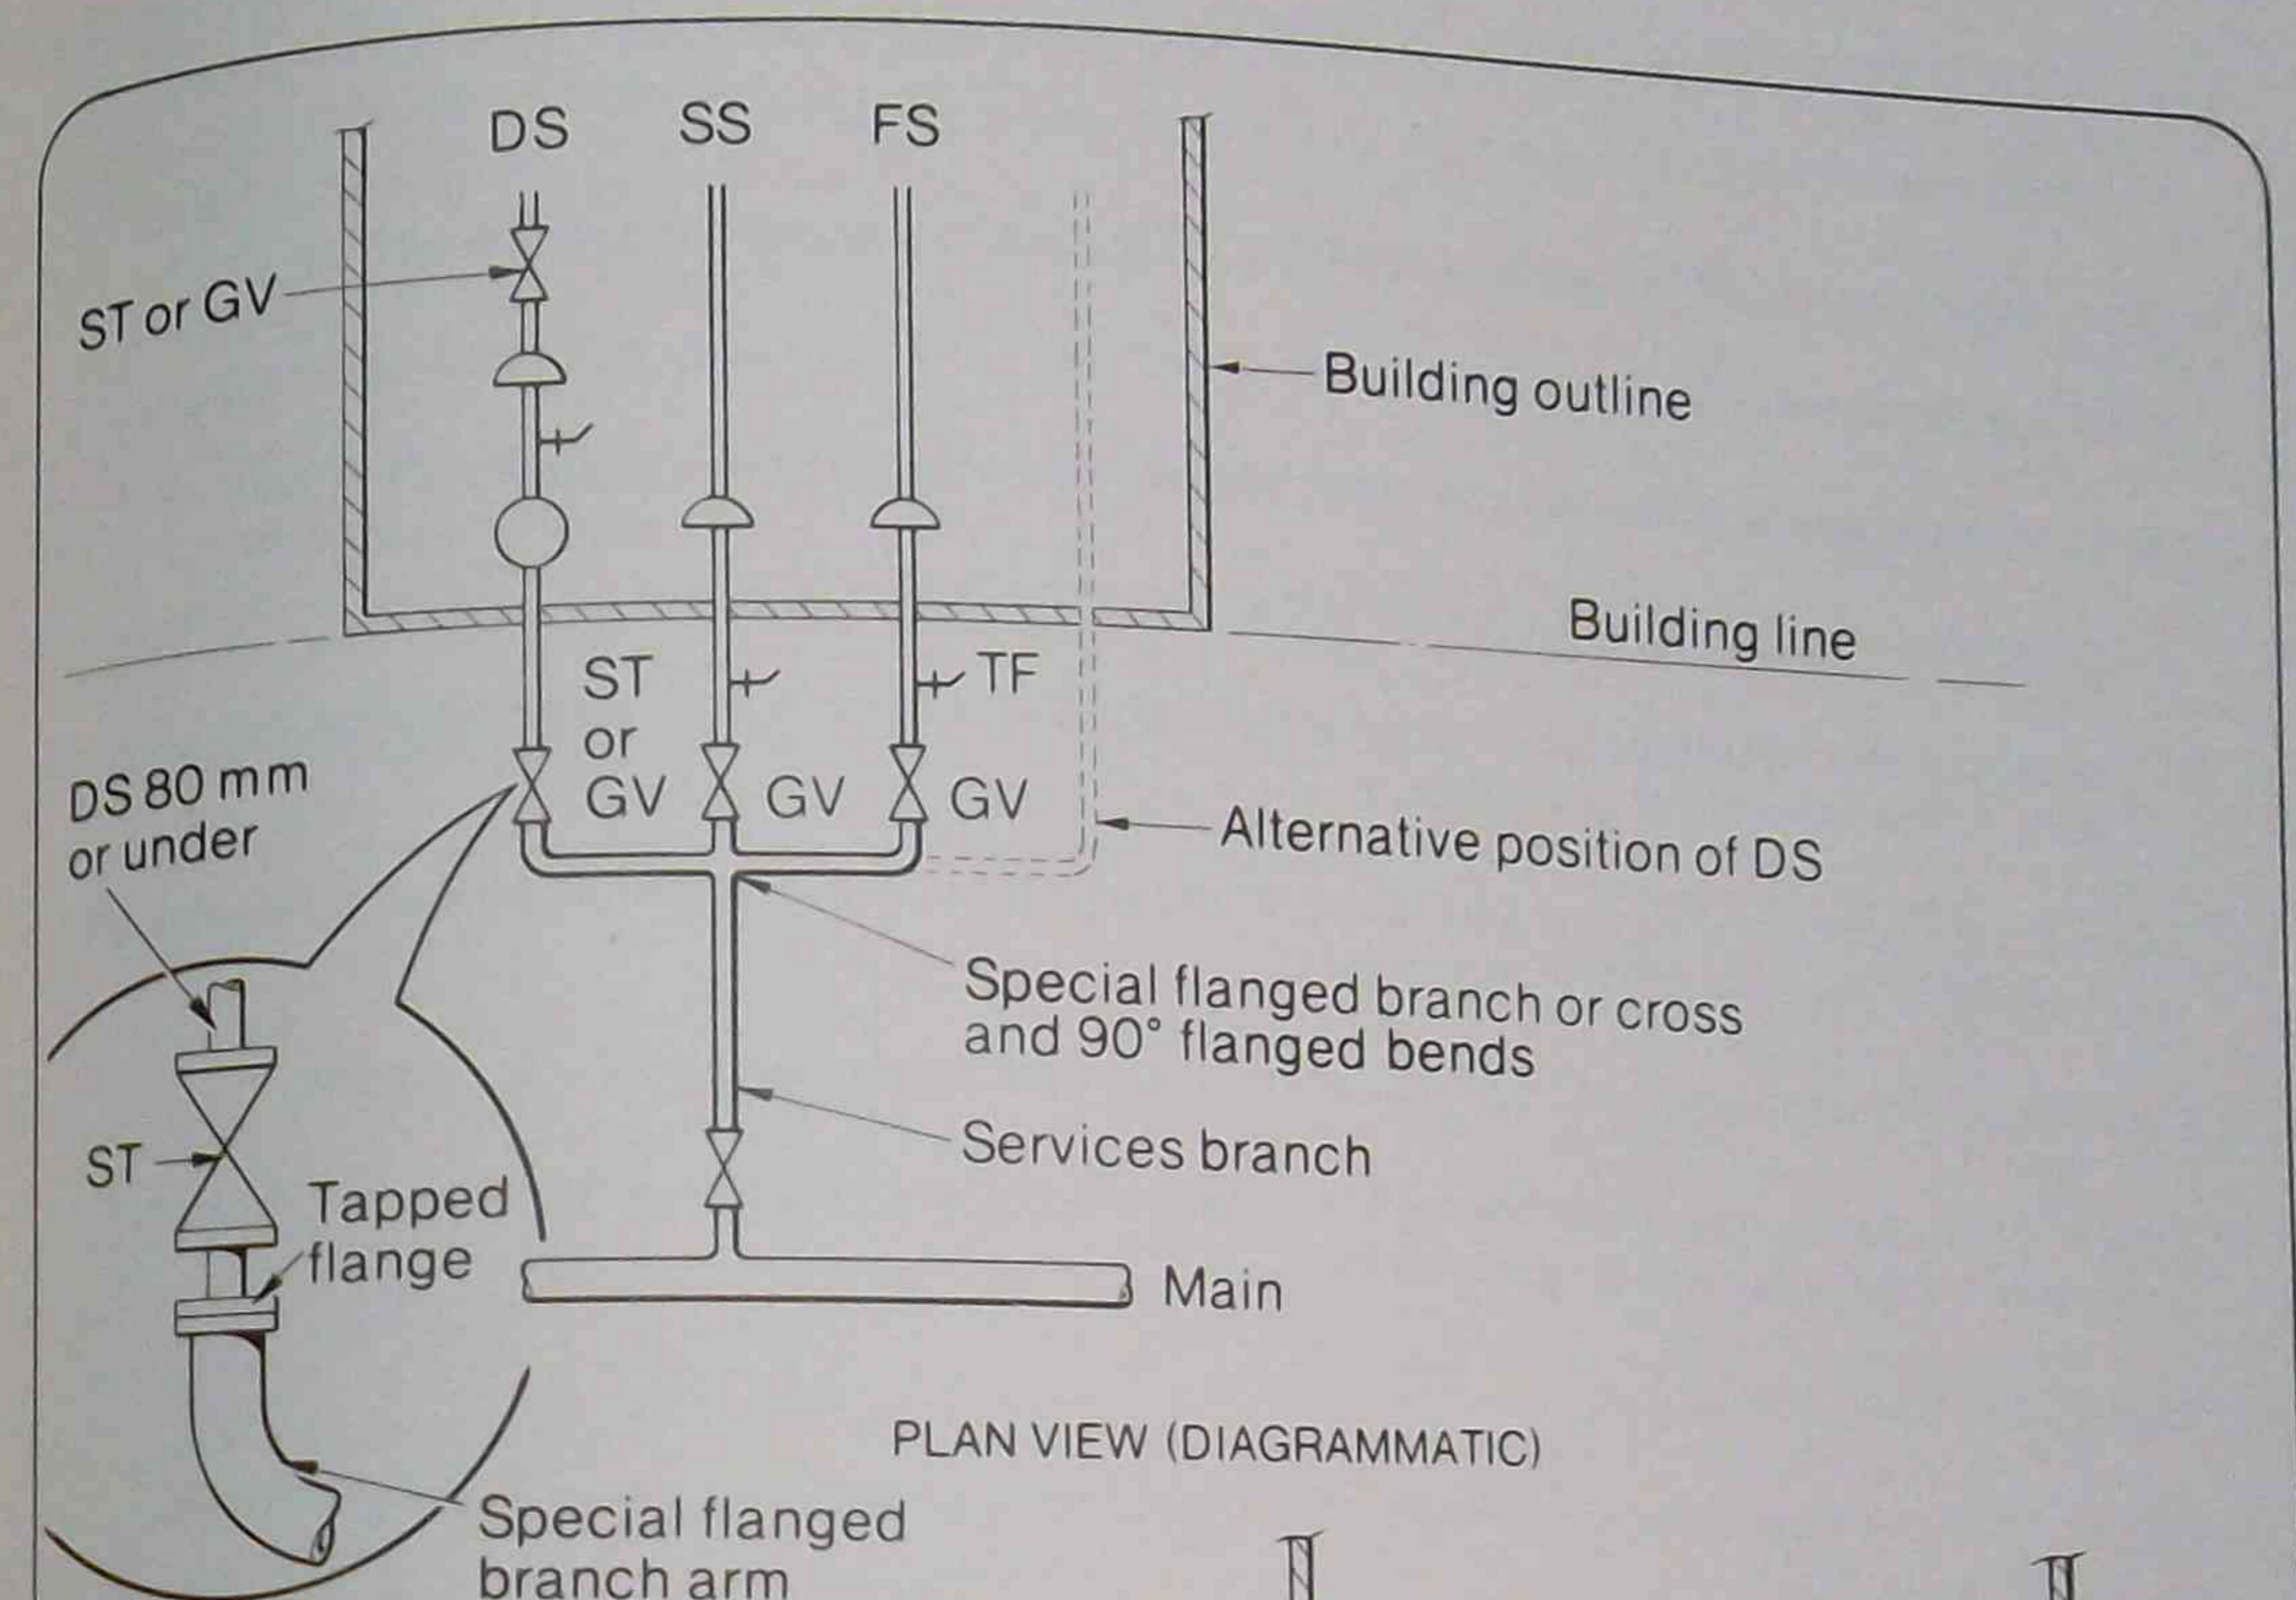 DS
SS
FS
ST or GV
Building outline
Building line
ST
or
GV
TF
GV
GV
DS 80 mm
or under
Alternative position of DS
Special flanged branch or cross
and 90° flanged bends
Services branch
ST
Tapped
flange
Main
PLAN VIEW (DIAGRAMMATIC)
Special flanged
branch arm